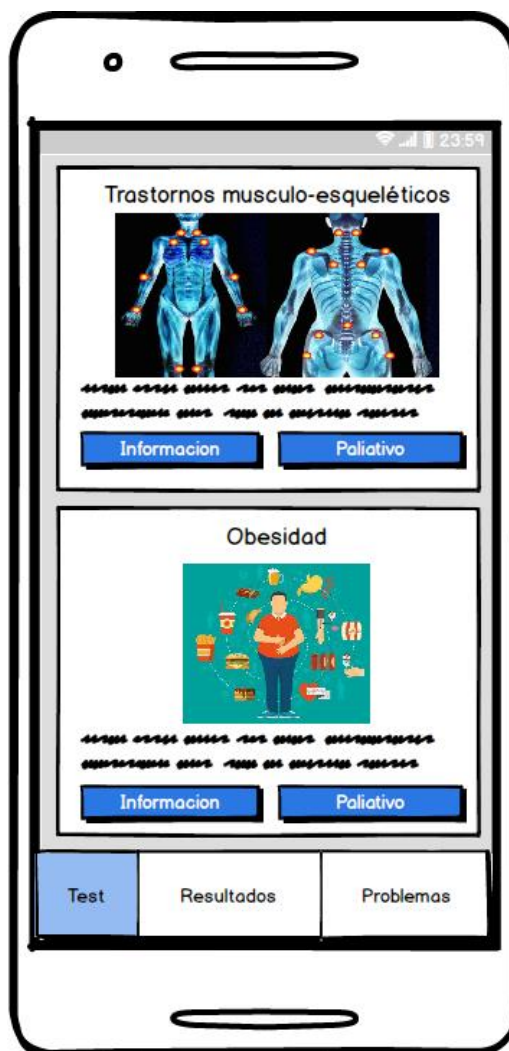 23:59
Trastornos musculo-esqueléticos
Informacion Paliativo
Obesidad
Informacion Paliativo
Test Resultados Problemas